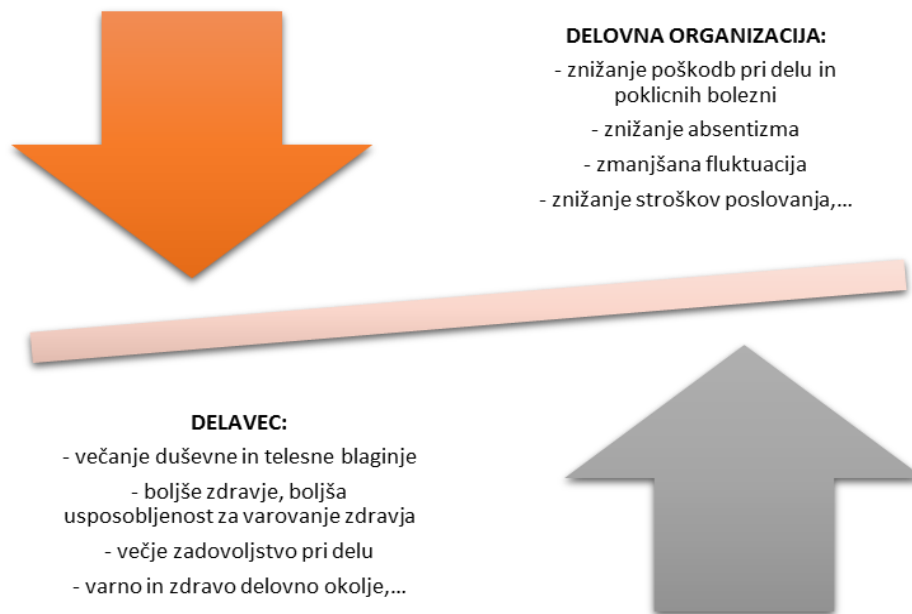 DELOVNA ORGANIZACIJA:
- znižanje poškodb pri delu in
poklicnih bolezni
- znižanje absentizma
- zmanjšana fluktuacija
- znižanje stroškov poslovanja,...
DELAVEC:
- večanje duševne in telesne blaginje
- boljše zdravje, boljša
usposobljenost za varovanje zdravja
- večje zadovoljstvo pri delu
- varno in zdravo delovno okolje,...